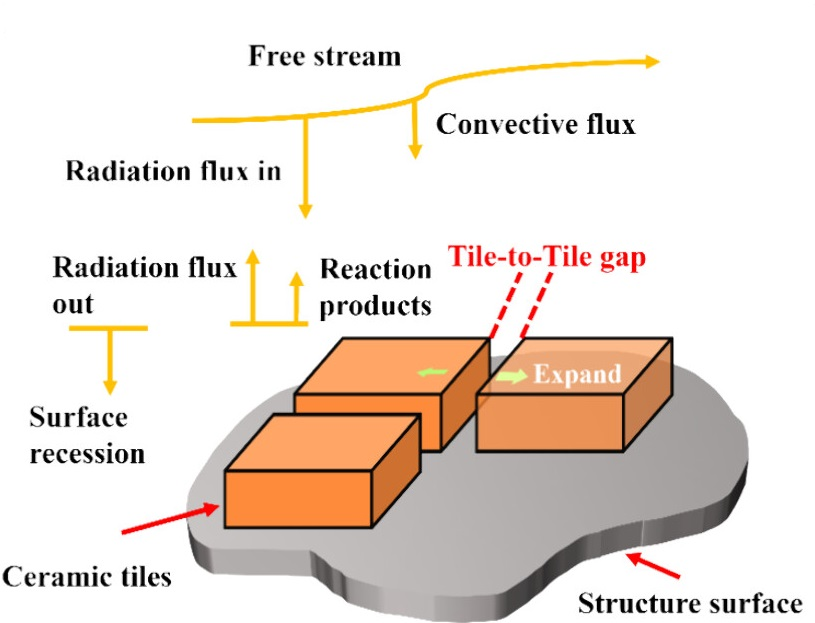 Free stream
Convective flux
Radiation flux in
Radiation flux
out
Reaction
products
Tile-to-Tile gap
Expand
Surface
recession
Ceramic tiles
Structure surface